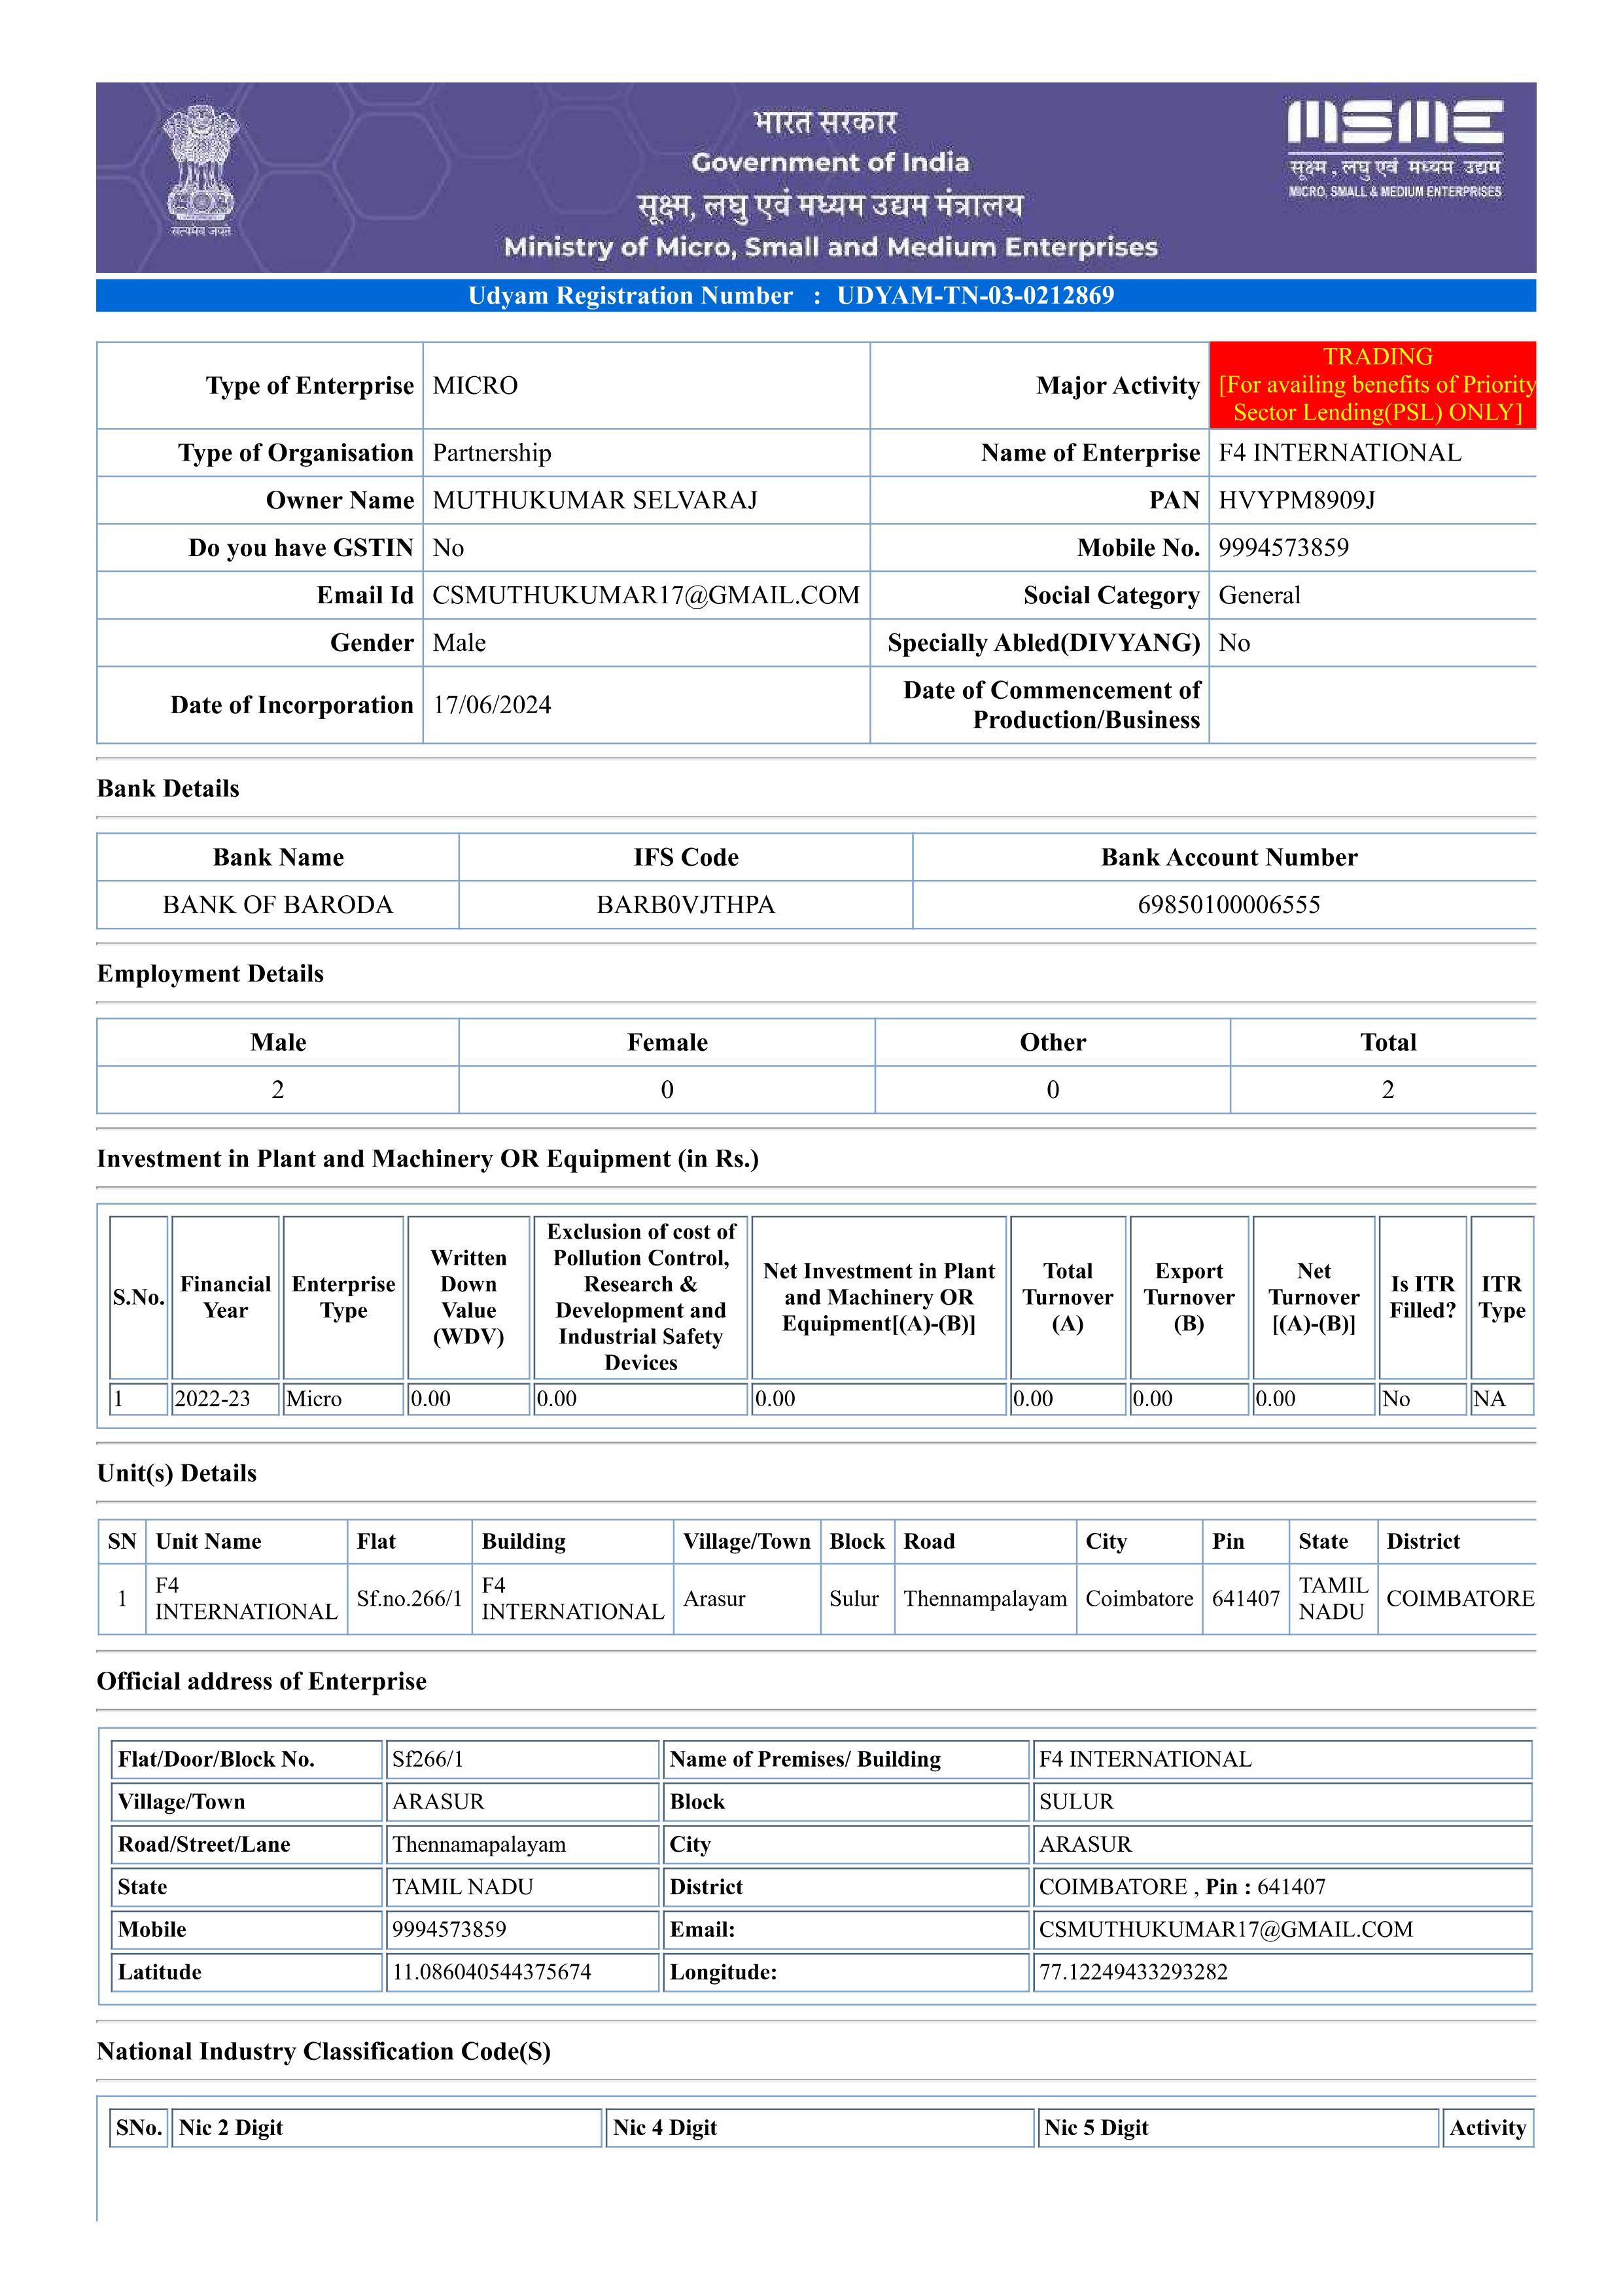 भारत सरकार
Government of India
सूक्ष्म, लघु एवं मध्यम उद्यम मंत्रालय
Ministry of Micro, Small and Medium Enterprises
सत्यमेव जयते
MSME
सूक्ष्म , लघु एवं मध्यम उद्यम
MICRO, SMALL & MEDIUM ENTERPRISES
Udyam Registration Number : UDYAM-TN-03-0212869
Type of Enterprise MICRO Major Activity TRADING
[For availing benefits of Priority
Sector Lending(PSL) ONLY]
Type of Organisation Partnership Name of Enterprise F4 INTERNATIONAL
Owner Name MUTHUKUMAR SELVARAJ PAN HVYPM8909J
Do you have GSTIN No Mobile No. 9994573859
Email Id CSMUTHUKUMAR17@GMAIL.COM Social Category General
Gender Male Specially Abled(DIVYANG) No
Date of Incorporation 17/06/2024 Date of Commencement of
Production/Business
Bank Details
Bank Name IFS Code Bank Account Number
BANK OF BARODA BARB0VJTHPA 69850100006555
Employment Details
Male Female Other Total
2 0 0 2
Investment in Plant and Machinery OR Equipment (in Rs.)
S.No.
Financial
Year
Enterprise
Type
Written
Down
Value
(WDV)
Exclusion of cost of
Pollution Control,
Research &
Development and
Industrial Safety
Devices
Net Investment in Plant
and Machinery OR
Equipment[(A)-(B)]
Total
Turnover
(A)
Export
Turnover
(B)
Net
Turnover
[(A)-(B)]
Is ITR
Filled?
ITR
Type
1 2022-23 Micro 0.00 0.00 0.00 0.00 0.00 0.00 No NA
Unit(s) Details
SN Unit Name Flat Building Village/Town Block Road City Pin State District
1 F4
INTERNATIONAL Sf.no.266/1 F4
INTERNATIONAL Arasur Sulur Thennampalayam Coimbatore 641407 TAMIL
NADU COIMBATORE
Official address of Enterprise
Flat/Door/Block No. Sf266/1 Name of Premises/ Building F4 INTERNATIONAL
Village/Town ARASUR Block SULUR
Road/Street/Lane Thennamapalayam City ARASUR
State TAMIL NADU District COIMBATORE , Pin : 641407
Mobile 9994573859 Email: CSMUTHUKUMAR17@GMAIL.COM
Latitude 11.086040544375674 Longitude: 77.12249433293282
National Industry Classification Code(S)
SNo. Nic 2 Digit Nic 4 Digit Nic 5 Digit Activity